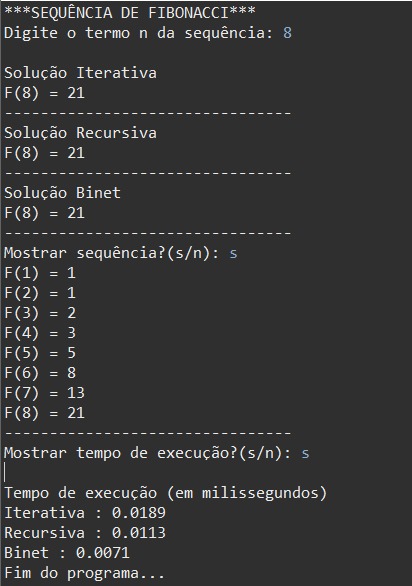 ***SEQUÊNCIA DE FIBONACCI***
Digite o termo n da sequência: 8
Solução Iterativa
F(8) = 21
--------------------------------
Solução Recursiva
F(8) = 21
--------------------------------
Solução Binet
F(8) = 21
--------------------------------
Mostrar sequência?(s/n): s
F(1) = 1
F(2) = 1
F(3) = 2
F(4) = 3
F(5) = 5
F(6) = 8
F(7) = 13
F(8) = 21
--------------------------------
Mostrar tempo de execução?(s/n): s
Tempo de execução (em milissegundos)
Iterativa : 0.0189
Recursiva : 0.0113
Binet : 0.0071
Fim do programa...